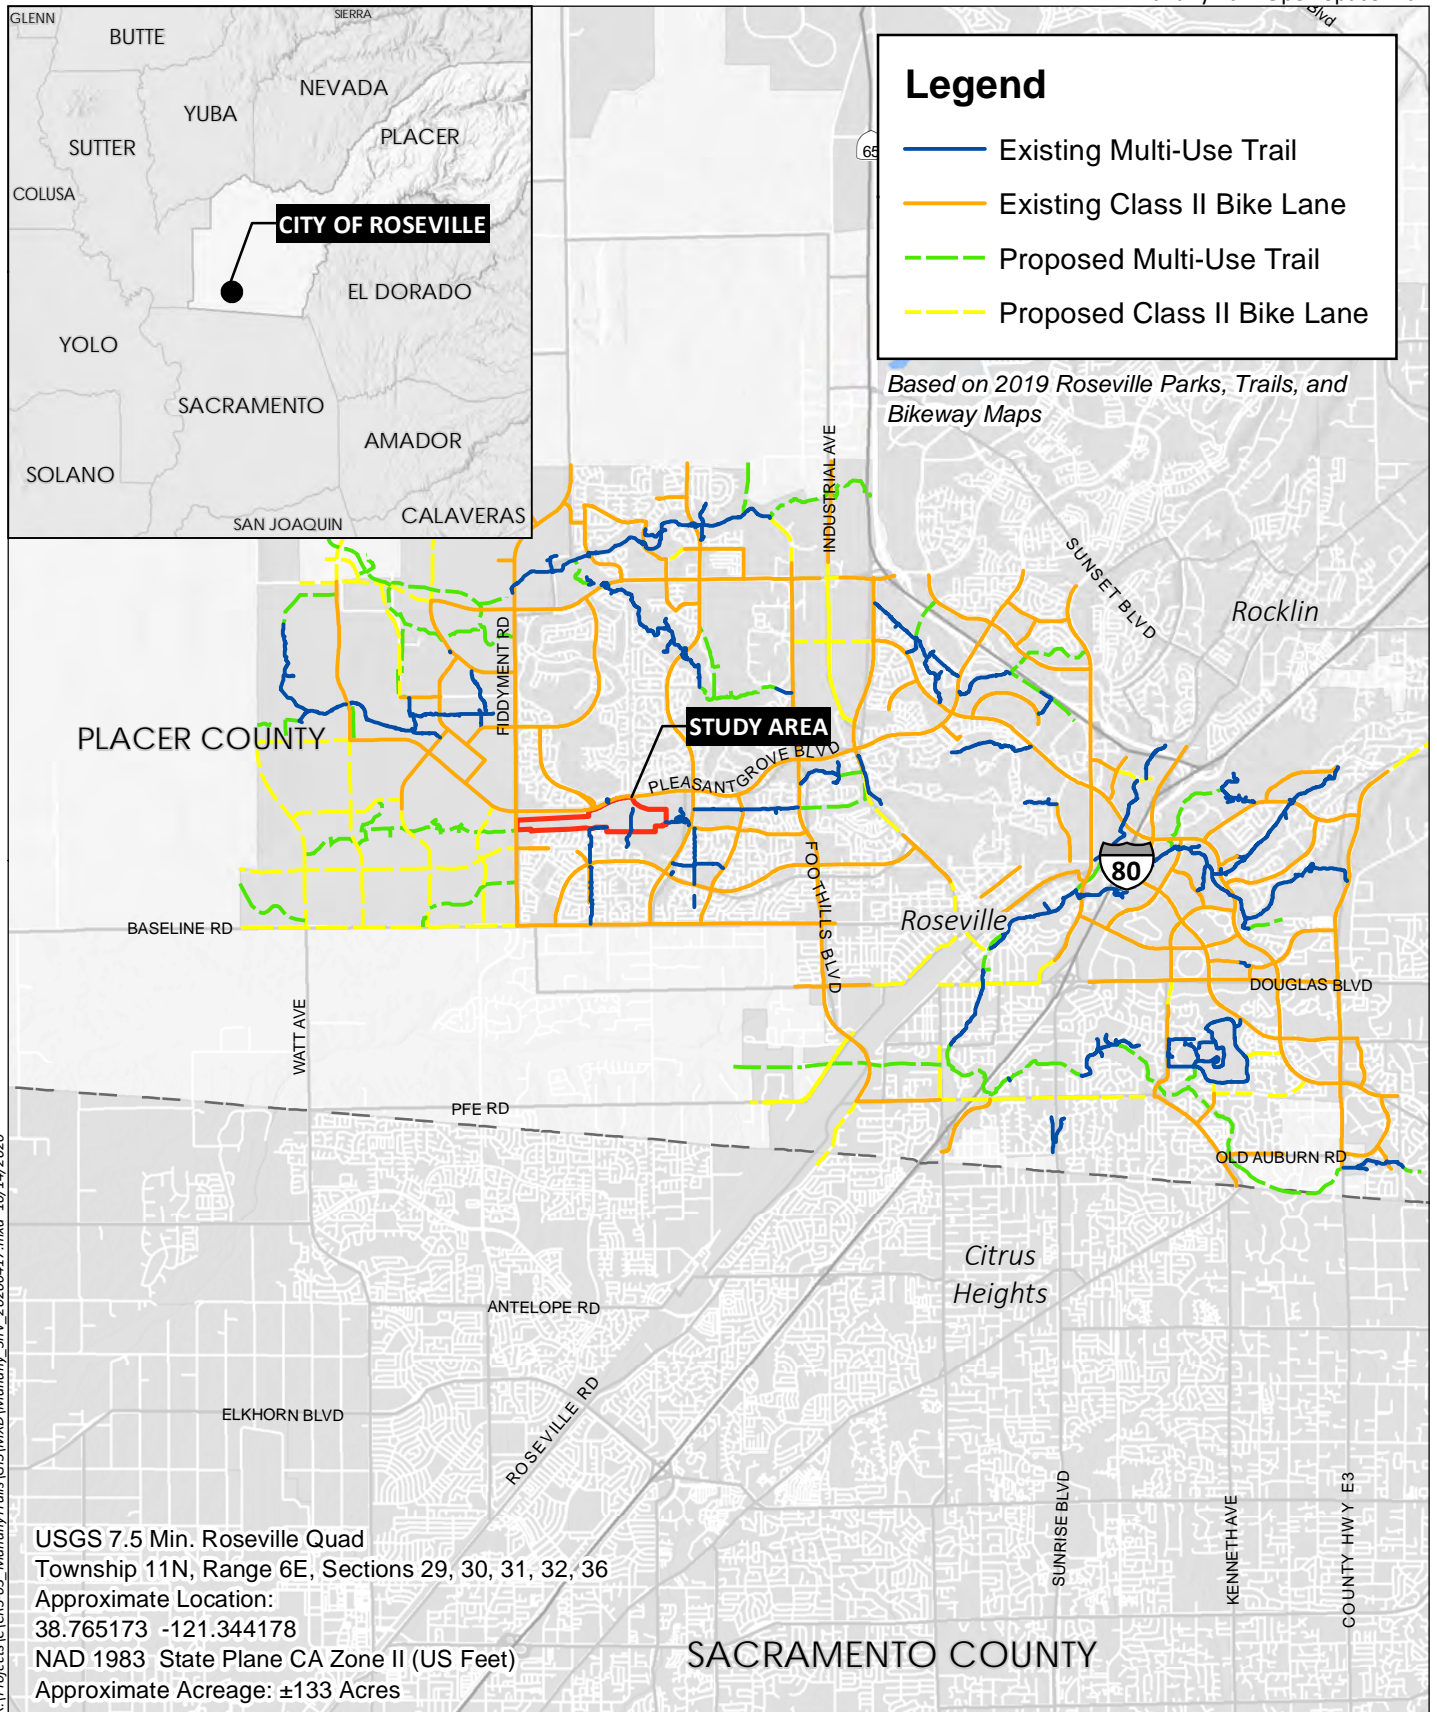 Blvd
GLENN
SIERRA
BUTTE
NEVADA
YUBA
PLACER
SUTTER
COLUSA
CITY OF ROSEVILLE
EL DORADO
YOLO
SACRAMENTO
AMADOR
SOLANO
SAN JOAQUIN
CALAVERAS
Legend
65
Existing Multi-Use Trail
Existing Class II Bike Lane
Proposed Multi-Use Trail
Proposed Class II Bike Lane
Based on 2019 Roseville Parks, Trails, and
Bikeway Maps
INDUSTRIAL AVE
SUNSET BLVD
Rocklin
FIDDYMENT RD
PLACER COUNTY
STUDY AREA
PLEASANTGROVE BLVD
FOOTHILLS BLVD
80
Roseville
BASELINE RD
DOUGLAS BLVD
WATT AVE
PFE RD
OLD AUBURN RD
Citrus
Heights
ANTELOPE RD
ELKHORN BLVD
ROSEVILLE RD
SUNRISE BLVD
KENNETH AVE
COUNTY HWY E3
USGS 7.5 Min. Roseville Quad
Township 11N, Range 6E, Sections 29, 30, 31, 32, 36
Approximate Location:
38.765173 -121.344178
NAD 1983 State Plane CA Zone II (US Feet)
Approximate Acreage: ±133 Acres
SACRAMENTO COUNTY